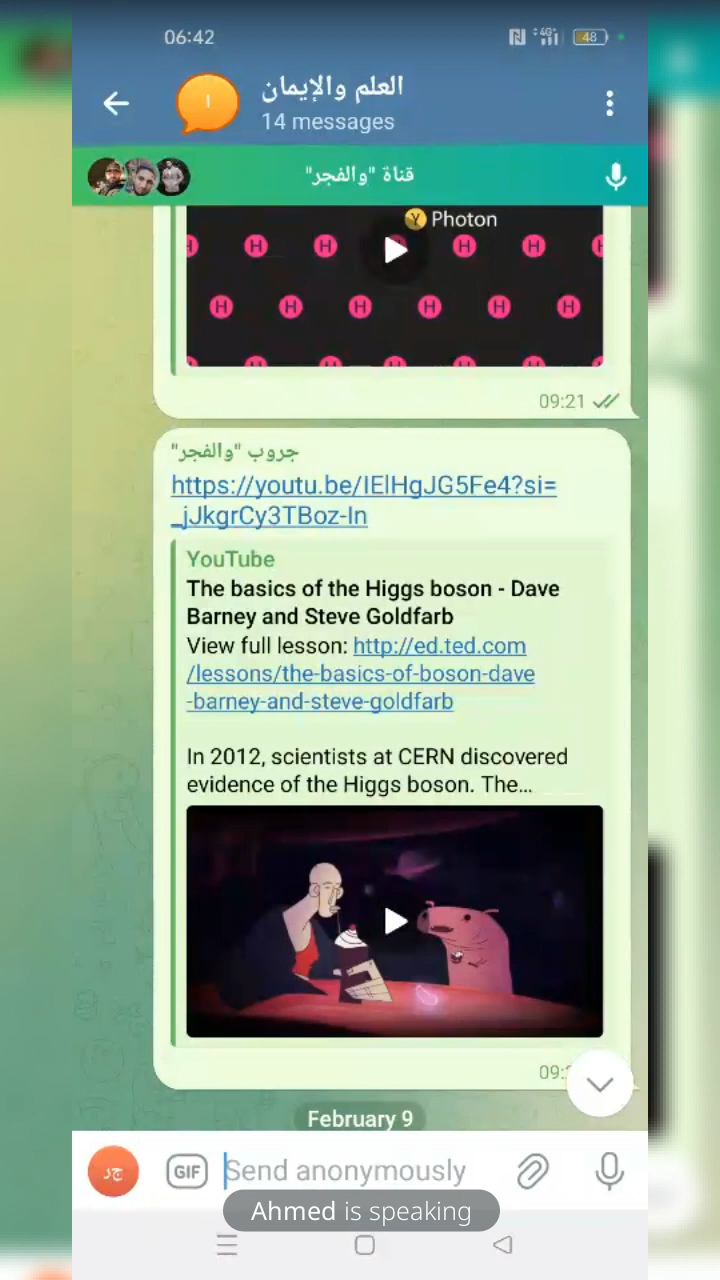 06:42
48
العلم والإيمان
14 messages
قناة "والفجر"
Y Photon
H H H H H H
H H H H H H
09:21
جروب "والفجر"
https://youtu.be/IElHgJG5Fe4?si=
_jJkgrCy3TBoz-In
YouTube
The basics of the Higgs boson - Dave
Barney and Steve Goldfarb
View full lesson: http://ed.ted.com
/lessons/the-basics-of-boson-dave
-barney-and-steve-goldfarb
In 2012, scientists at CERN discovered
evidence of the Higgs boson. The...
February 9
جر
GIF
Send anonymously
Ahmed is speaking